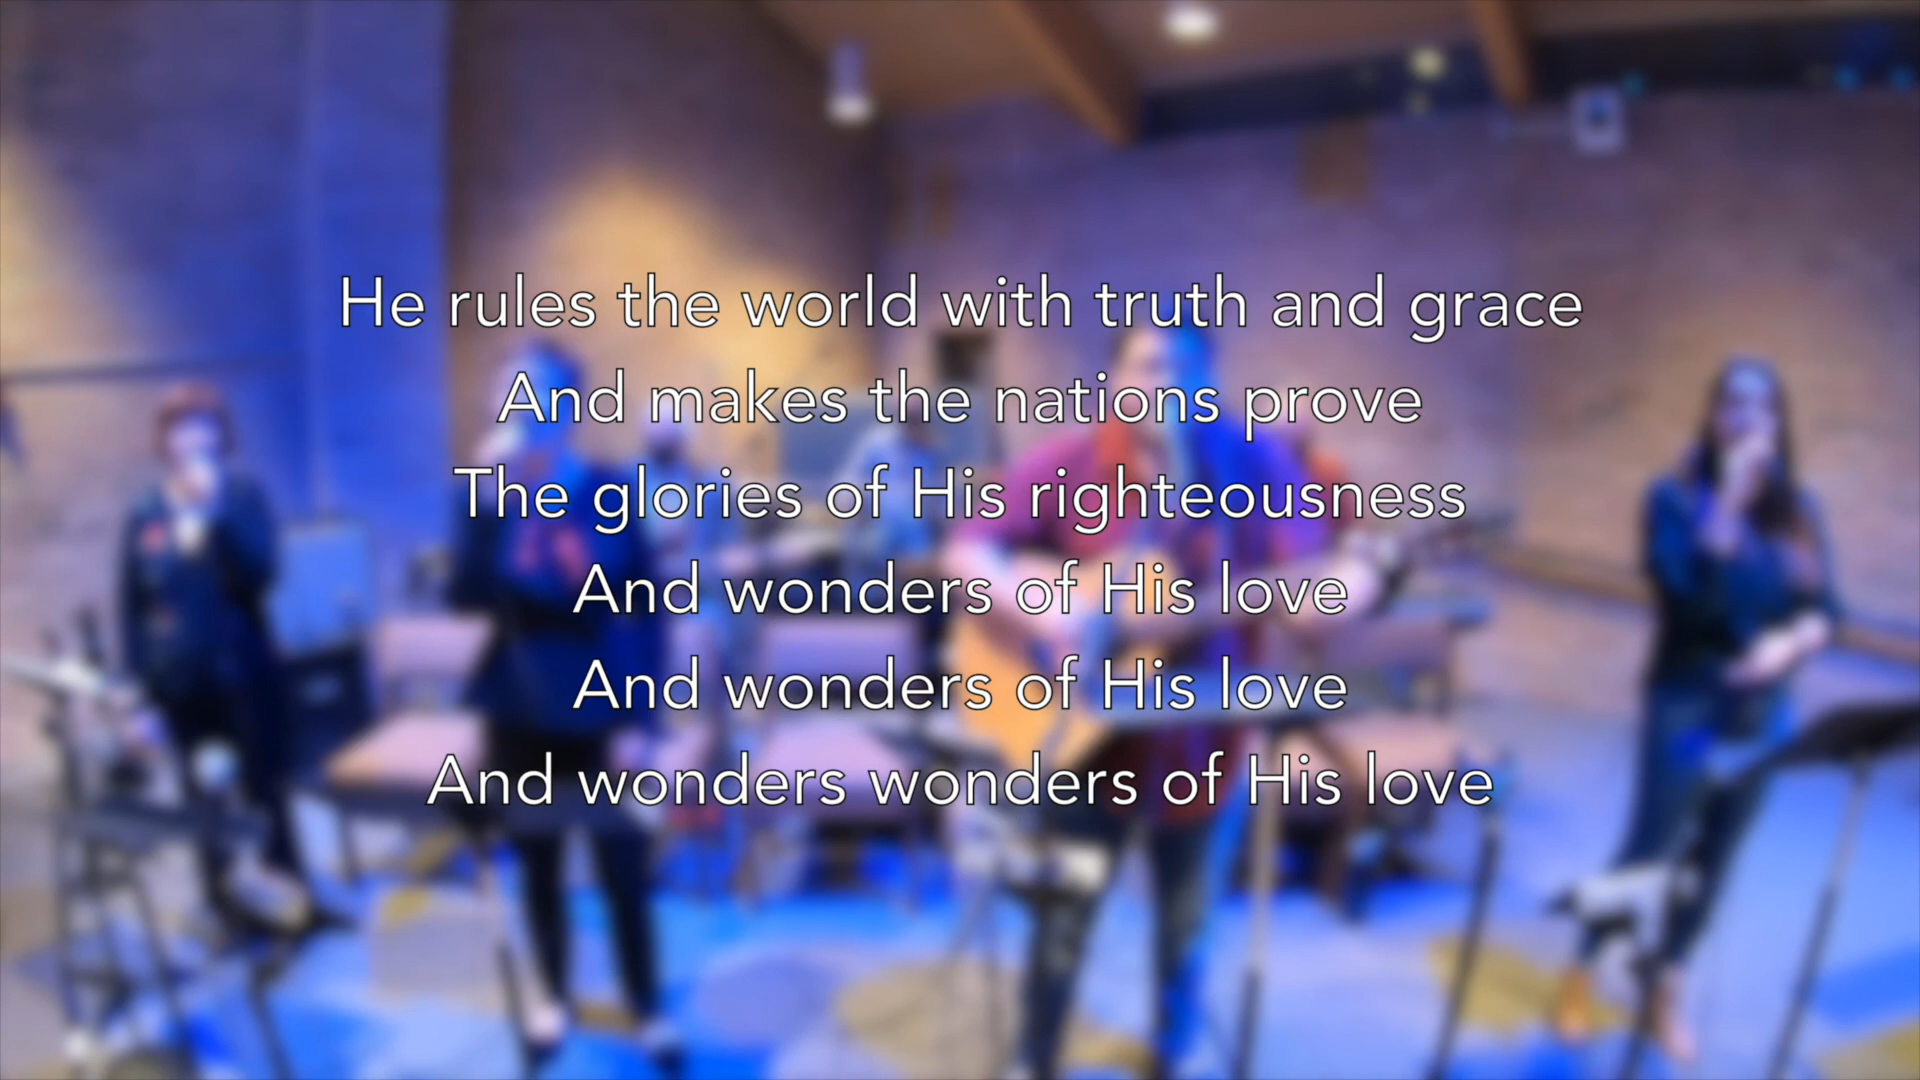 He rules the world with truth and grace
And makes the nations prove
The glories of His righteousness
And wonders of His love
And wonders of His love
And wonders wonders of His love